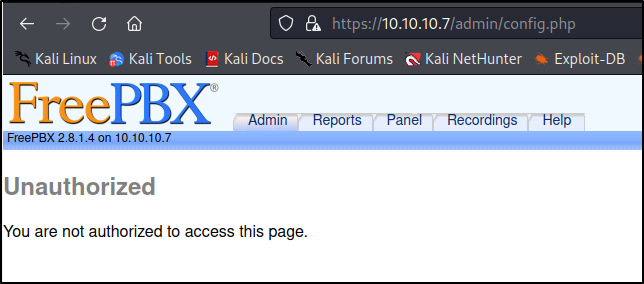 https://10.10.10.7/admin/config.php
Kali Linux Kali Tools Kali Docs Kali Forums Kali NetHunter Exploit-DB
FreePBX®
Admin Reports Panel Recordings Help
FreePBX 2.8.1.4 on 10.10.10.7
Unauthorized
You are not authorized to access this page.